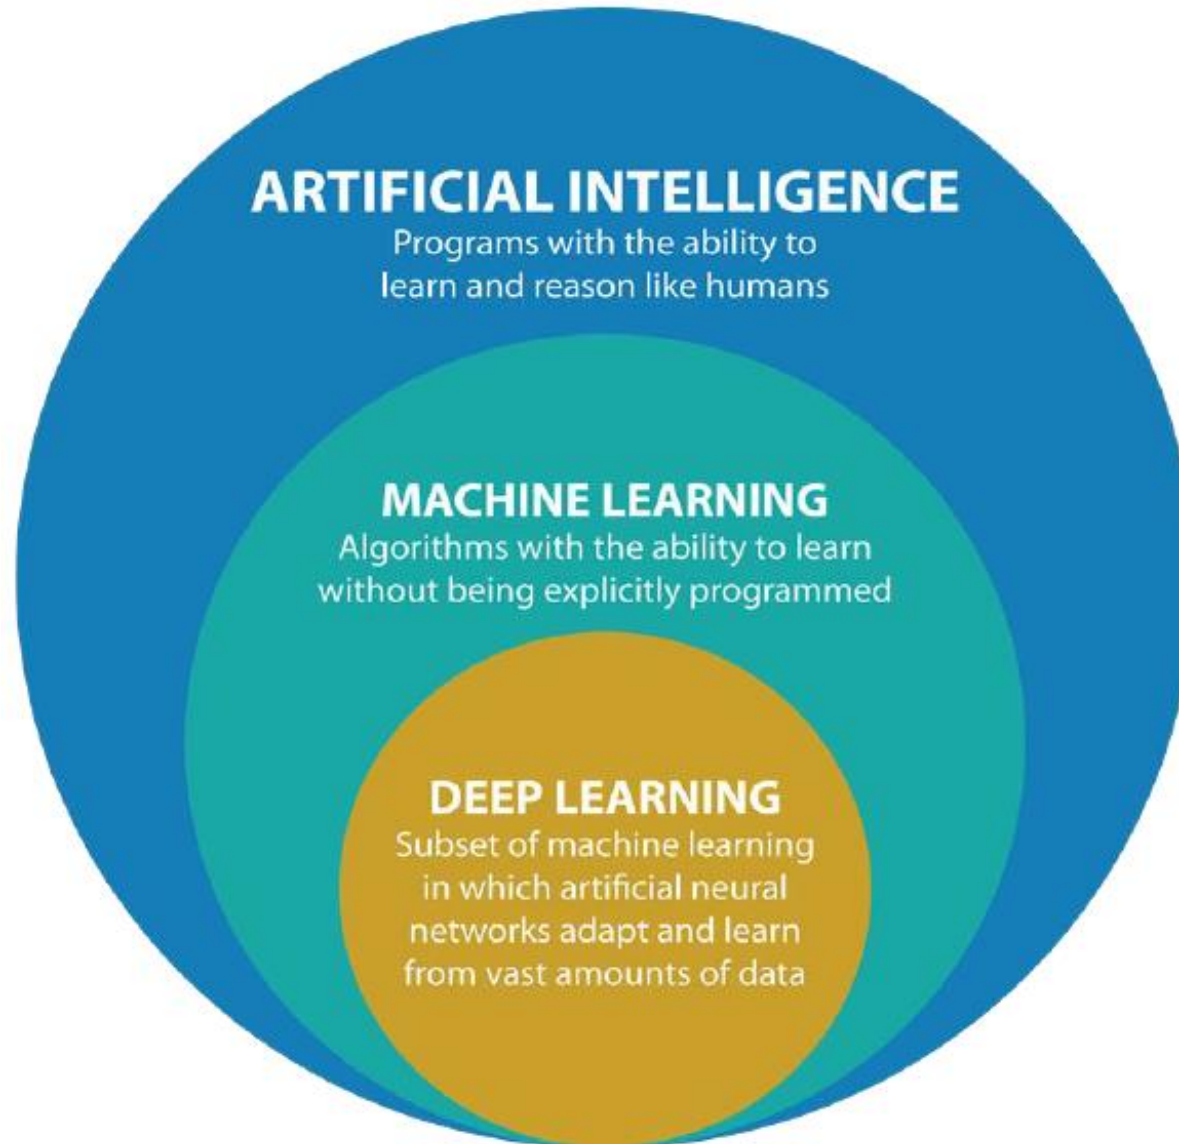 ARTIFICIAL INTELLIGENCE
Programs with the ability to
learn and reason like humans
MACHINE LEARNING
Algorithms with the ability to learn
without being explicitly programmed
DEEP LEARNING
Subset of machine learning
in which artificial neural
networks adapt and learn
from vast amounts of data